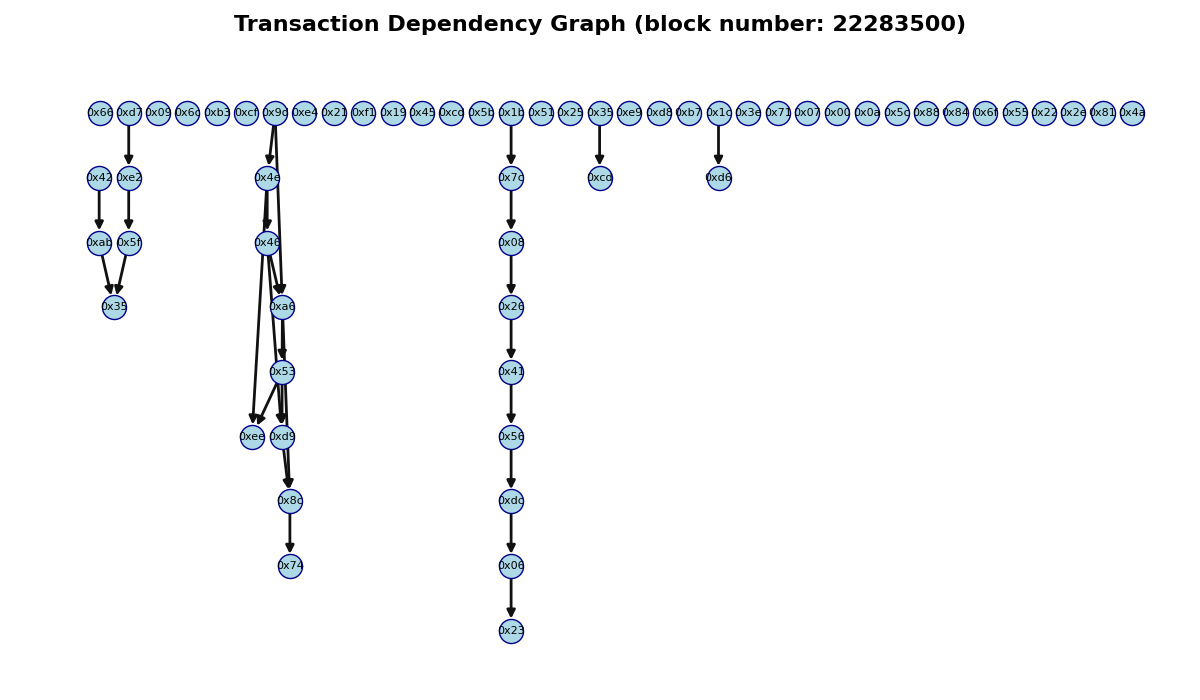 Transaction Dependency Graph (block number: 22283500)
0x66 0xd7 0x09 0x6c 0xb3 0xcf 0x9c 0xe4 0x21 0xf1 0x19 0x45 0xcd 0x5b 0x1b 0x51 0x25 0x35 0xe9 0xd8 0xb7 0x1c 0x3e 0x71 0x07 0x00 0x0a 0x5c 0x88 0x84 0x6f 0x55 0x22 0x2e 0x81 0x4a
0x42 0xe2 0x4e 0x7c 0xcd 0xd6
0xab 0x5f 0x46 0x08
0x35 0xa6 0x26
0x53 0x41
0xee 0xd9 0x56
0x8c 0xdc
0x74 0x06
0x23